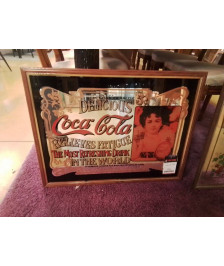 DELICIOUS
Coca-Cola
RELIEVES FATIGUE
THE MOST REFRESHING DRINK
IN THE WORLD